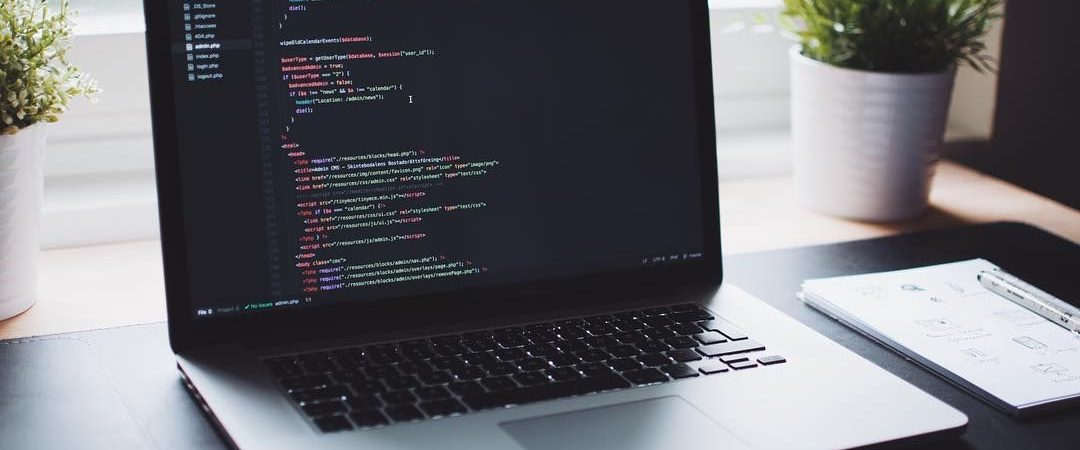 .DS_Store
.gitignore
.htaccess
404.php
admin.php
index.php
login.php
logout.php
die();
}
}
wipeOldCalendarEvents($database);
$userType = getUserType($database, $session["user_id"]);
$advancedAdmin = true;
if ($userType === "2") {
$advancedAdmin = false;
if ($a !== "news" && $a !== "calendar") {
header("Location: /admin/news");
die();
}
}
?>
<html>
<head>
<?php require("./resources/blocks/head.php"); ?>
<title>Admin CMS – Skintebodalens Bostadsrättsförening</title>
<link href="/resources/img/content/favicon.png" rel="icon" type="image/png">
<link href="/resources/css/admin.css" rel="stylesheet" type="text/css">
<script src="/tinymce/tinymce.min.js"></script>
<?php if ($a === "calendar") {?>
<link href="/resources/css/ui.css" rel="stylesheet" type="text/css">
<script src="/resources/js/ui.js"></script>
<?php } ?>
<script src="/resources/js/admin.js"></script>
</head>
<body class="cms">
<?php require("./resources/blocks/admin/nav.php"); ?>
<?php require("./resources/blocks/admin/overlays/page.php"); ?>
<?php require("./resources/blocks/admin/overlays/removePage.php"); ?>
File 0 Project 0 ✓ No Issues admin.php 1:1 LF UTF-8 PHP